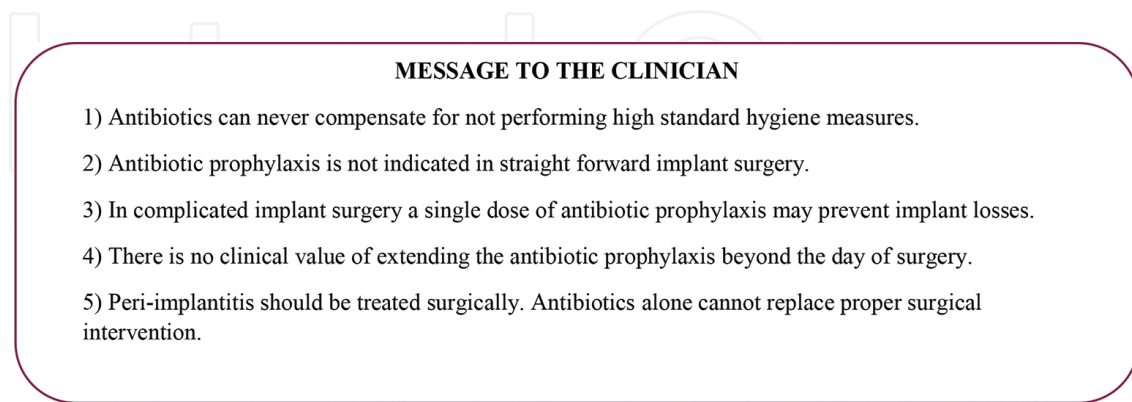 MESSAGE TO THE CLINICIAN
1) Antibiotics can never compensate for not performing high standard hygiene measures.
2) Antibiotic prophylaxis is not indicated in straight forward implant surgery.
3) In complicated implant surgery a single dose of antibiotic prophylaxis may prevent implant losses.
4) There is no clinical value of extending the antibiotic prophylaxis beyond the day of surgery.
5) Peri-implantitis should be treated surgically. Antibiotics alone cannot replace proper surgical
intervention.